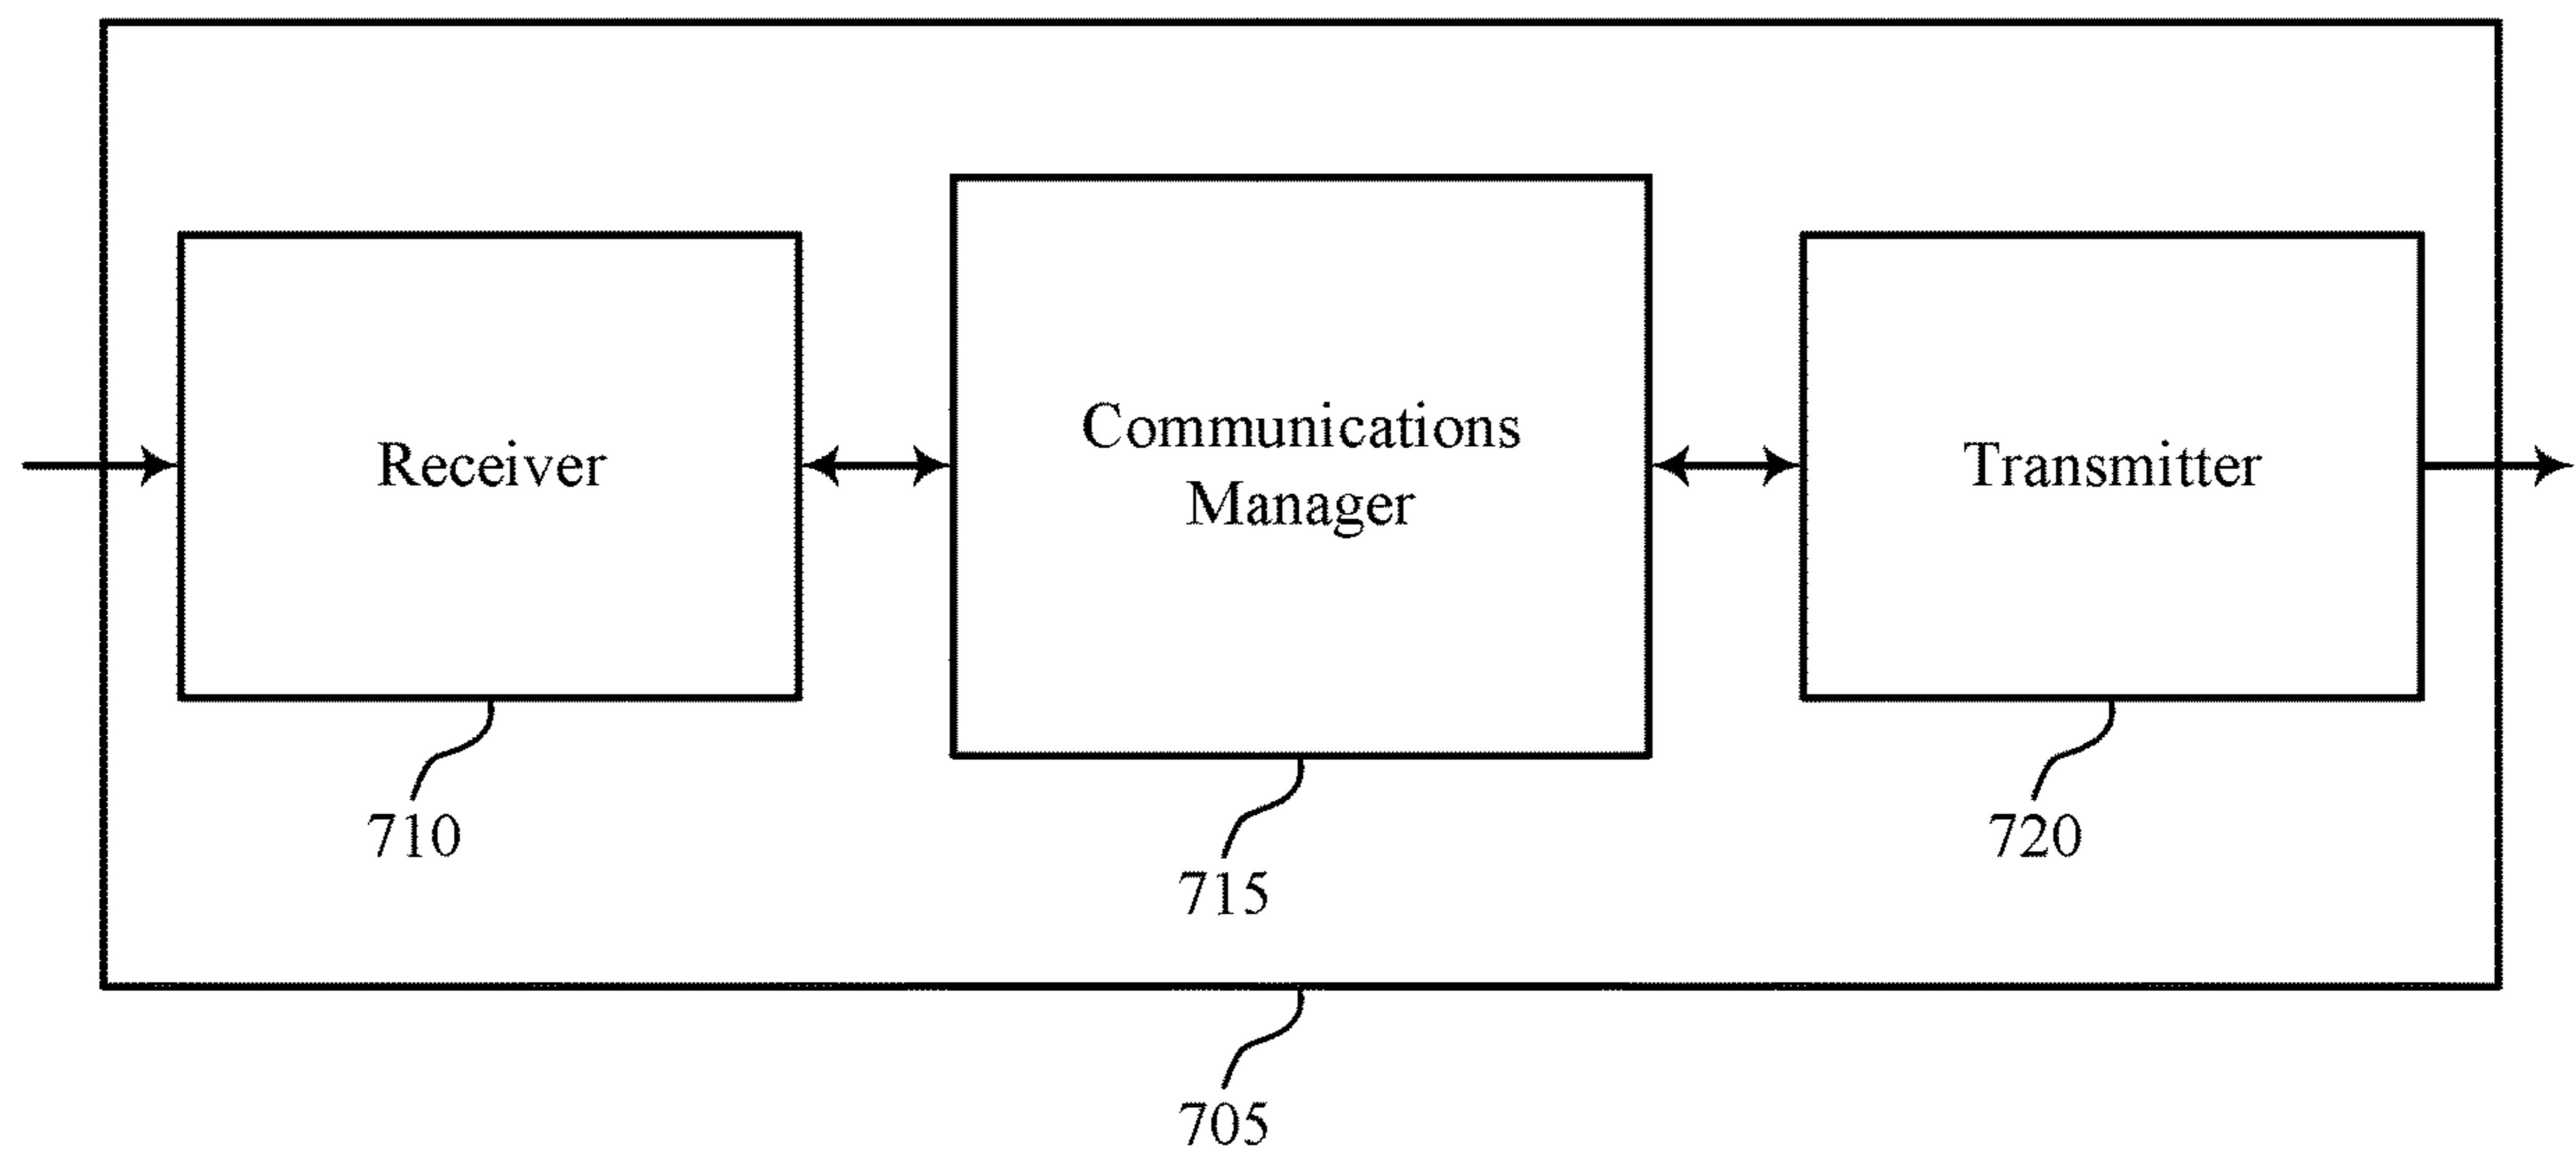 Receiver
Communications
Manager
Transmitter
710
715
720
705